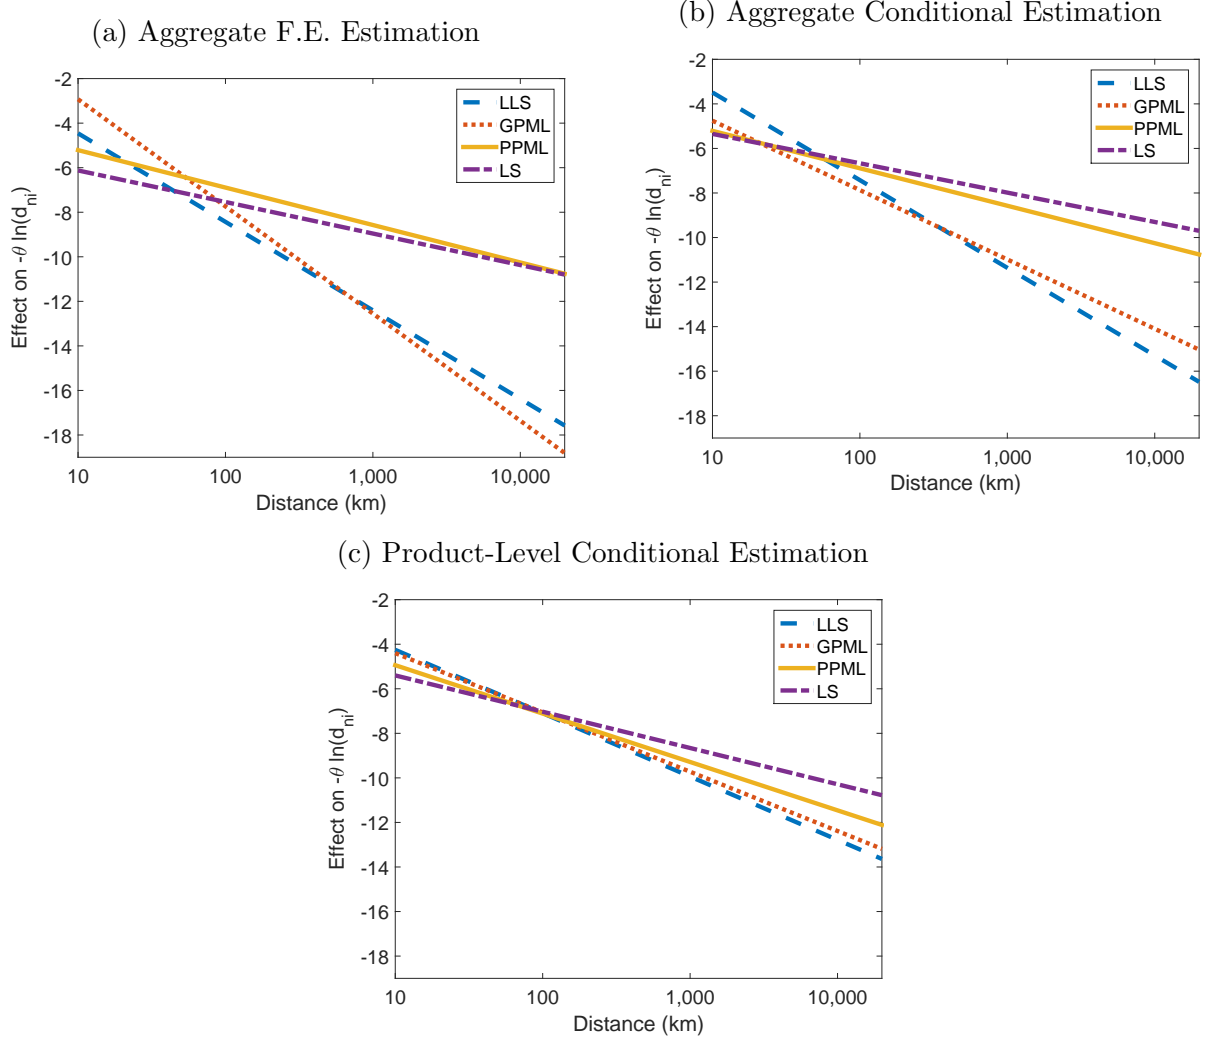 (a) Aggregate F.E. Estimation
Effect on -θ ln(d_ni)
-2
-4
-6
-8
-10
-12
-14
-16
-18
10
100
1,000
10,000
Distance (km)
LLS
GPML
PPML
LS
(b) Aggregate Conditional Estimation
Effect on -θ ln(d_ni)
-2
-4
-6
-8
-10
-12
-14
-16
-18
10
100
1,000
10,000
Distance (km)
LLS
GPML
PPML
LS
(c) Product-Level Conditional Estimation
Effect on -θ ln(d_ni)
-2
-4
-6
-8
-10
-12
-14
-16
-18
10
100
1,000
10,000
Distance (km)
LLS
GPML
PPML
LS